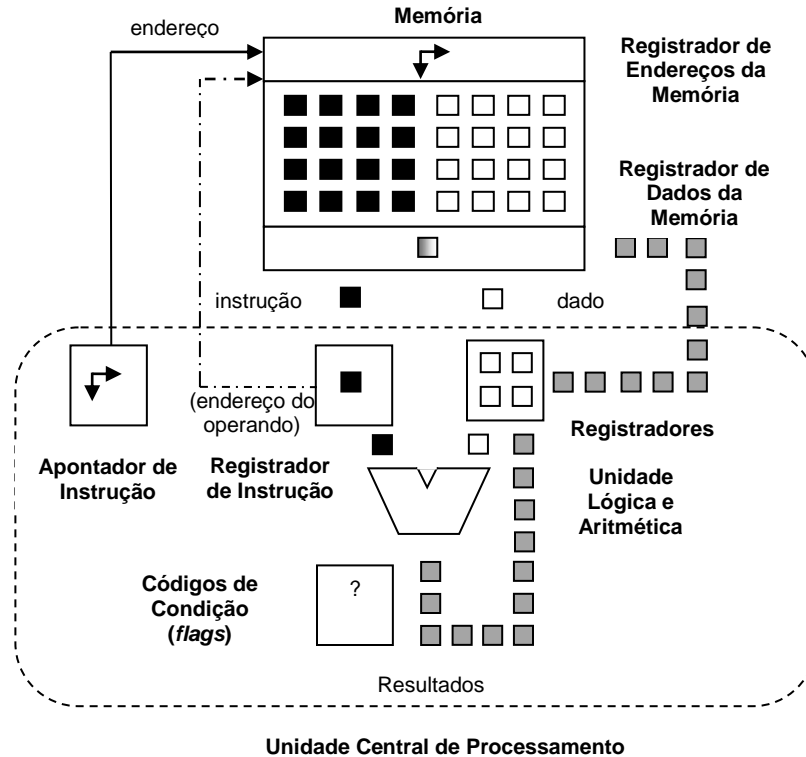 Memória
endereço
Registrador de
Endereços da
Memória
Registrador de
Dados da
Memória
instrução
dado
(endereço do
operando)
Registradores
Apontador de
Instrução
Registrador
de Instrução
Unidade
Lógica e
Aritmética
Códigos de
Condição
(flags)
?
Resultados
Unidade Central de Processamento